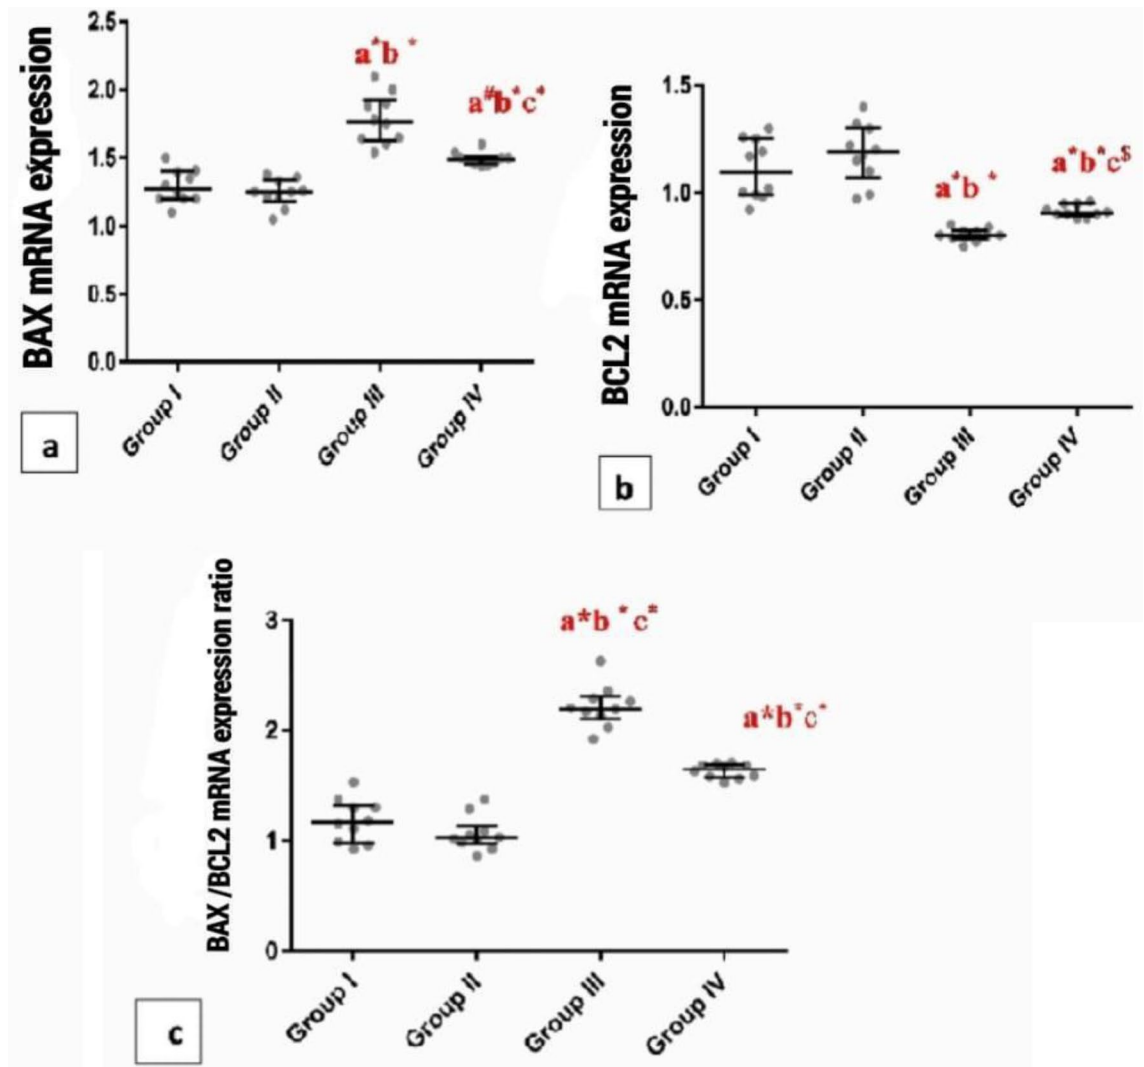 BAX mRNA expression
2.5
2.0
1.5
1.0
0.5
0.0
a*b *
a#b*c*
Group I
Group II
Group III
Group IV
a
BCL2 mRNA expression
1.5
1.0
0.5
0.0
a*b *
a*b*c$
Group I
Group II
Group III
Group IV
b
BAX /BCL2 mRNA expression ratio
3
2
1
0
a*b *c*
a*b*c*
Group I
Group II
Group III
Group IV
c